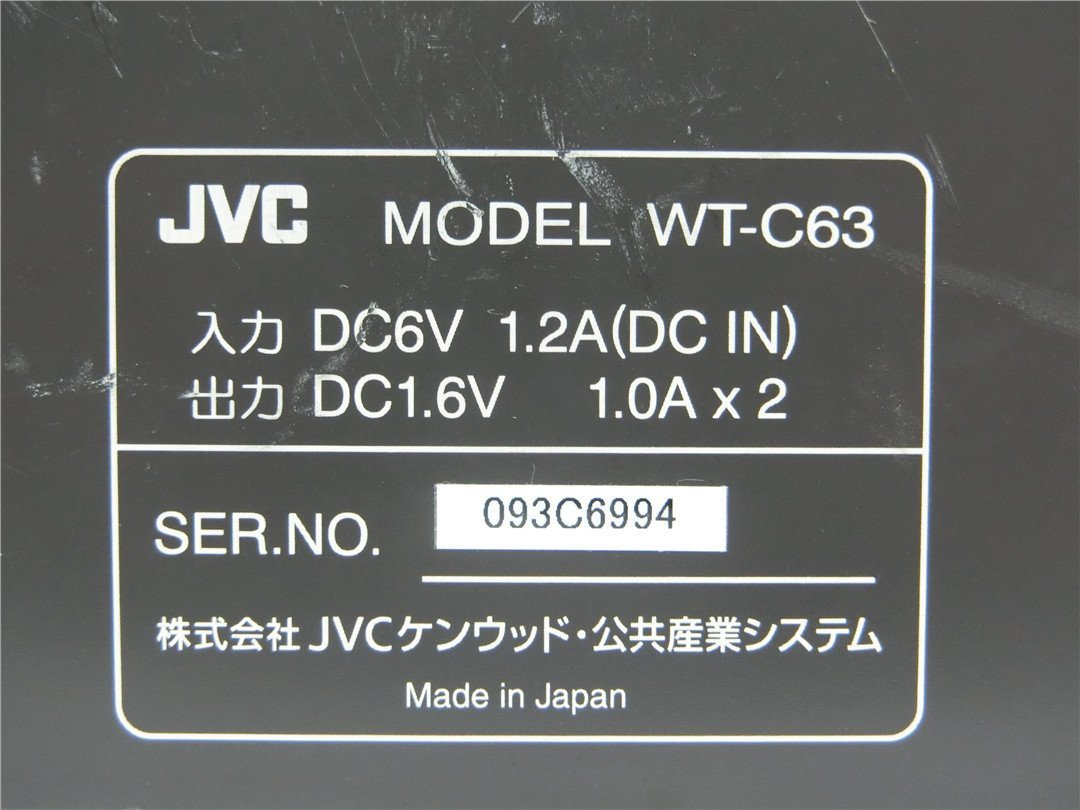 JVC MODEL WT-C63
入力 DC6V 1.2A(DC IN)
出力 DC1.6V 1.0A x 2
SER.NO. 093C6994
株式会社JVCケンウッド・公共産業システム
Made in Japan